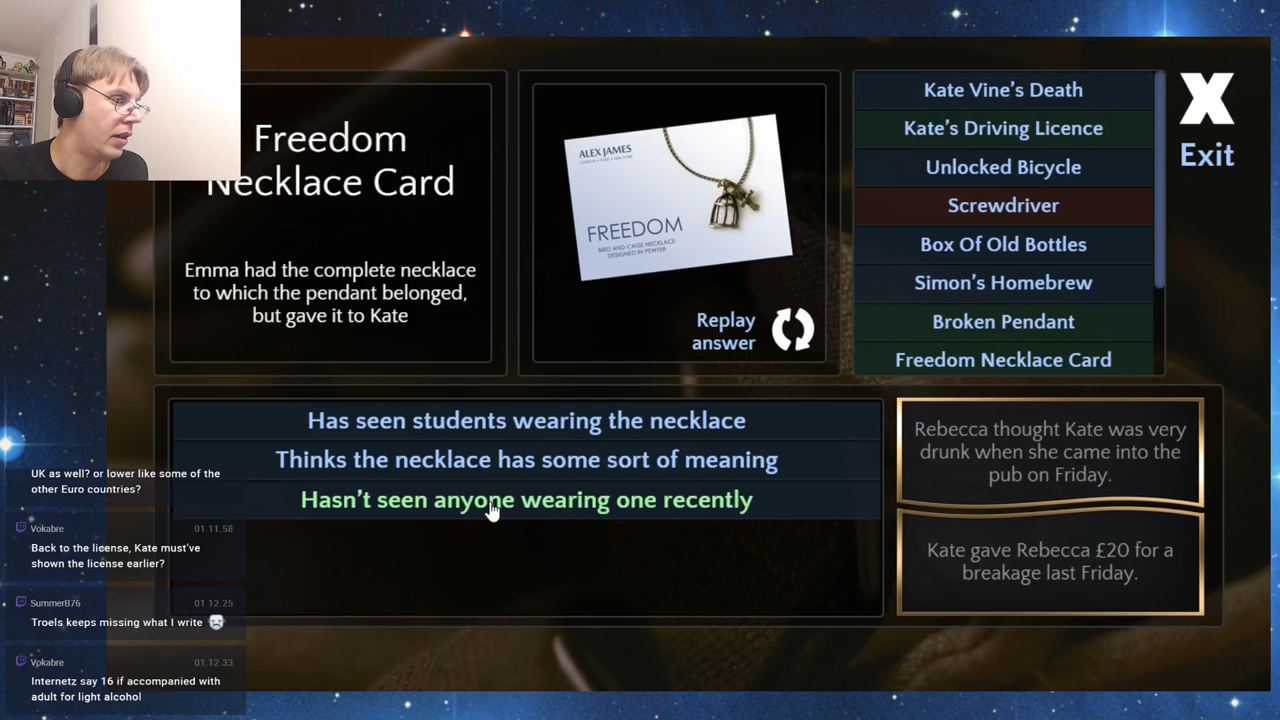 Freedom
Necklace Card
Emma had the complete necklace
to which the pendant belonged,
but gave it to Kate
ALEX JAMES
FREEDOM
BIRD AND CAGE NECKLACE
DESIGNED IN PEWTER
Replay
answer
Kate Vine's Death
Kate's Driving Licence
Unlocked Bicycle
Screwdriver
Box Of Old Bottles
Simon's Homebrew
Broken Pendant
Freedom Necklace Card
X
Exit
Has seen students wearing the necklace
Thinks the necklace has some sort of meaning
Hasn't seen anyone wearing one recently
Rebecca thought Kate was very
drunk when she came into the
pub on Friday.
Kate gave Rebecca £20 for a
breakage last Friday.
UK as well? or lower like some of the
other Euro countries?
Vokabre 01.11.58
Back to the license, Kate must've
shown the license earlier?
SummerB76 01.12.25
Troels keeps missing what I write
Vokabre 01.12.33
Internetz say 16 if accompanied with
adult for light alcohol